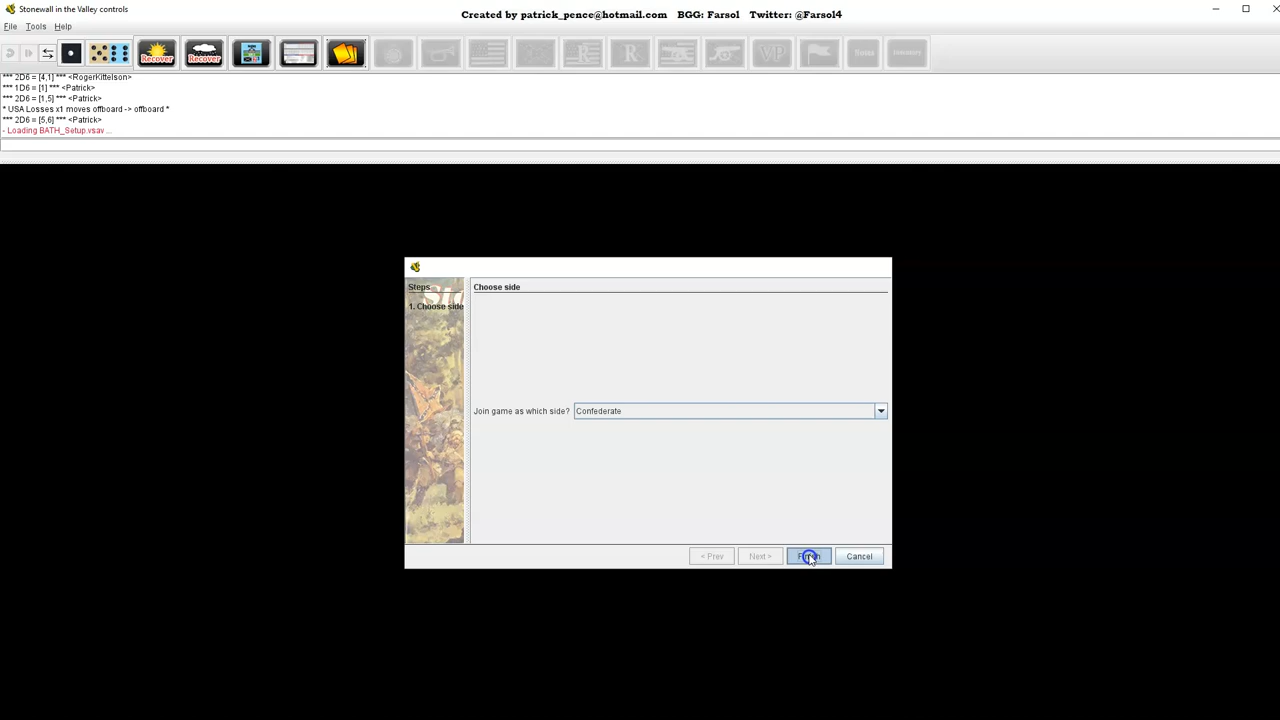 Stonewall in the Valley controls
Created by patrick_pence@hotmail.com BGG: Farsol Twitter: @Farsol4
File Tools Help
Recover Recover R VP
*** 2D6 = [4,1] *** <RogerKittelson>
*** 1D6 = [1] *** <Patrick>
*** 2D6 = [1,5] *** <Patrick>
* USA Losses x1 moves offboard -> offboard *
*** 2D6 = [5,6] *** <Patrick>
- Loading BATH_Setup.vsav ...
Steps
1. Choose side
Choose side
Join game as which side? Confederate
< Prev Next > Finish Cancel